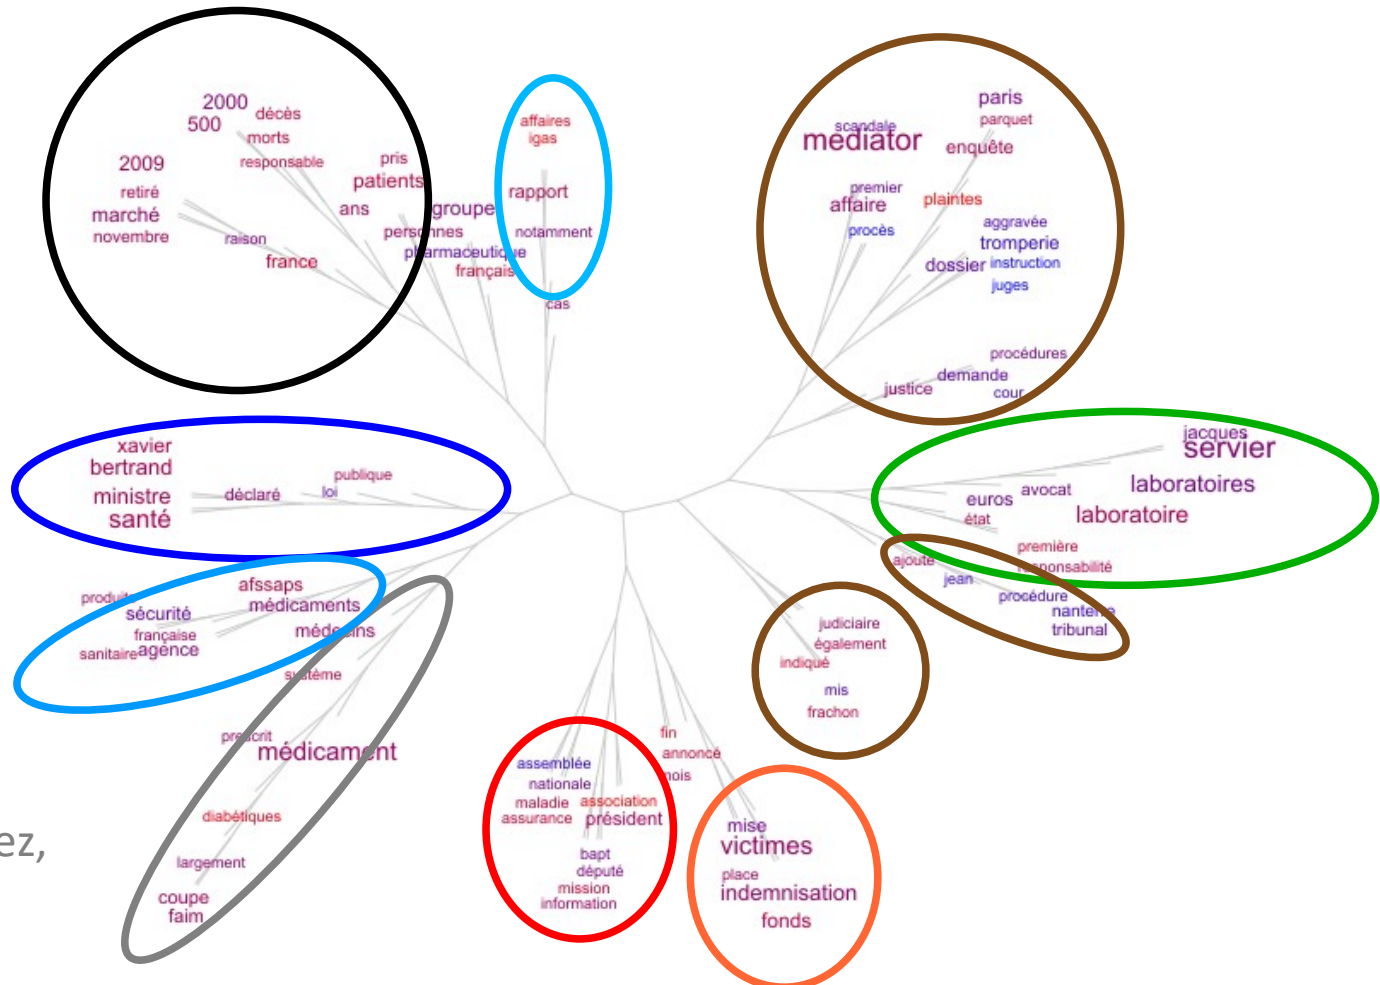 2000
500
décès
morts
responsable
2009
retiré
marché
novembre
raison
france
pris
patients
ans
personnes
groupe
pharmaceutique
français
affaires
igas
rapport
notamment
cas
scandale
mediator
paris
parquet
enquête
premier
affaire
procès
plaintes
aggravée
tromperie
dossier instruction
juges
procédures
demande
justice
cour
xavier
bertrand
ministre
santé
déclaré
loi
publique
jacques
servier
laboratoires
laboratoire
avocat
euros
état
première
responsabilité
ajouté
jean
procédure
nanterre
tribunal
produits
sécurité
française
sanitaire agence
afssaps
médicaments
médecins
système
prescrit
médicament
diabétiques
largement
coupe
faim
ez,
assemblée
nationale
maladie
assurance
association
président
bapt
député
mission
information
fin
annoncé
mois
mise
victimes
place
indemnisation
fonds
judiciaire
également
indiqué
mis
frachon